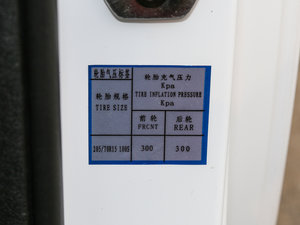 轮胎气压标签
轮胎充气压力
Kpa
TIRE INFLATION PRESSURE
Kpa
轮胎规格
TIRE SIZE
前轮
FRCNT
后轮
REAR
300
300